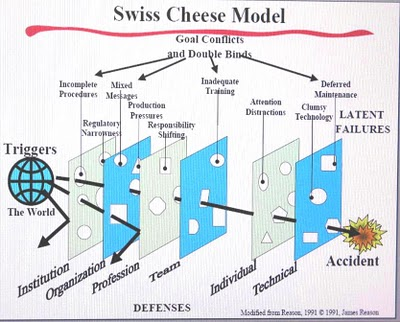 Swiss Cheese Model
Goal Conflicts
and Double Binds
Incomplete
Procedures
Mixed
Messages
Inadequate
Training
Deferred
Maintenance
Production
Pressures
Regulatory
Narrowness
Responsibility
Shifting
Attention
Distractions
Clumsy
Technology
LATENT
FAILURES
Triggers
The World
Accident
Institution
Organization
Profession
Team
Individual
Technical
DEFENSES
Modified from Reason, 1991 © 1991, James Reason